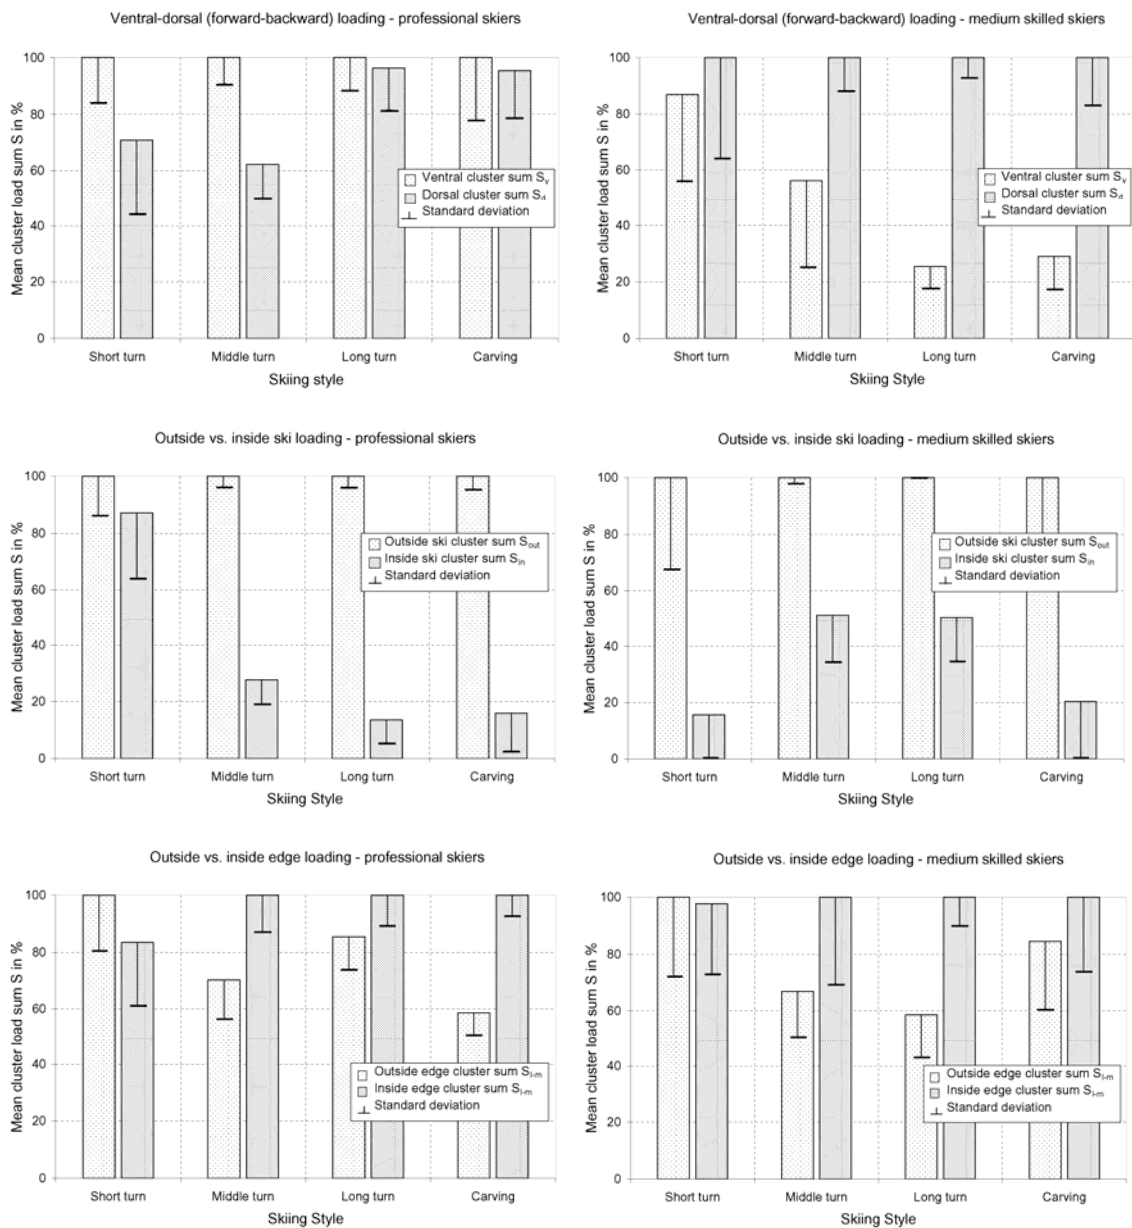 Ventral-dorsal (forward-backward) loading - professional skiers
Mean cluster load sum S in %
100
80
60
40
20
0
Ventral cluster sum Sv
Dorsal cluster sum Sd
Standard deviation
Short turn Middle turn Long turn Carving
Skiing style
Ventral-dorsal (forward-backward) loading - medium skilled skiers
Mean cluster load sum S in %
100
80
60
40
20
0
Ventral cluster sum Sv
Dorsal cluster sum Sd
Standard deviation
Short turn Middle turn Long turn Carving
Skiing Style
Outside vs. inside ski loading - professional skiers
Mean cluster load sum S in %
100
80
60
40
20
0
Outside ski cluster sum Sout
Inside ski cluster sum Sin
Standard deviation
Short turn Middle turn Long turn Carving
Skiing Style
Outside vs. inside ski loading - medium skilled skiers
Mean cluster load sum S in %
100
80
60
40
20
0
Outside ski cluster sum Sout
Inside ski cluster sum Sin
Standard deviation
Short turn Middle turn Long turn Carving
Skiing Style
Outside vs. inside edge loading - professional skiers
Mean cluster load sum S in %
100
80
60
40
20
0
Outside edge cluster sum Sl-m
Inside edge cluster sum Sl-m
Standard deviation
Short turn Middle turn Long turn Carving
Skiing Style
Outside vs. inside edge loading - medium skilled skiers
Mean cluster load sum S in %
100
80
60
40
20
0
Outside edge cluster sum Sl-m
Inside edge cluster sum Sl-m
Standard deviation
Short turn Middle turn Long turn Carving
Skiing Style